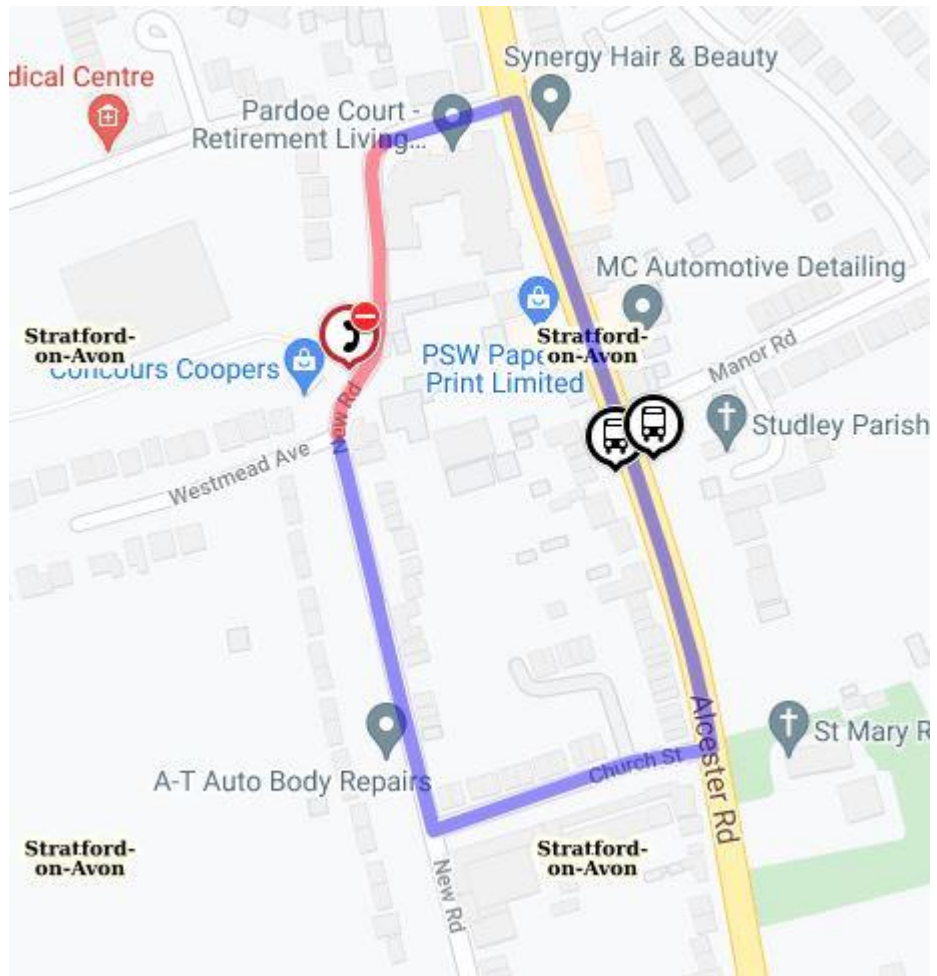 Synergy Hair & Beauty
dical Centre
Pardoe Court -
Retirement Living...
MC Automotive Detailing
Stratford-
on-Avon
Concours Coopers
PSW Pape
Print Limited
Stratford-
on-Avon
Manor Rd
New Rd
Studley Parish
Westmead Ave
Alcester Rd
St Mary R
Church St
A-T Auto Body Repairs
Stratford-
on-Avon
Stratford-
on-Avon
New Rd